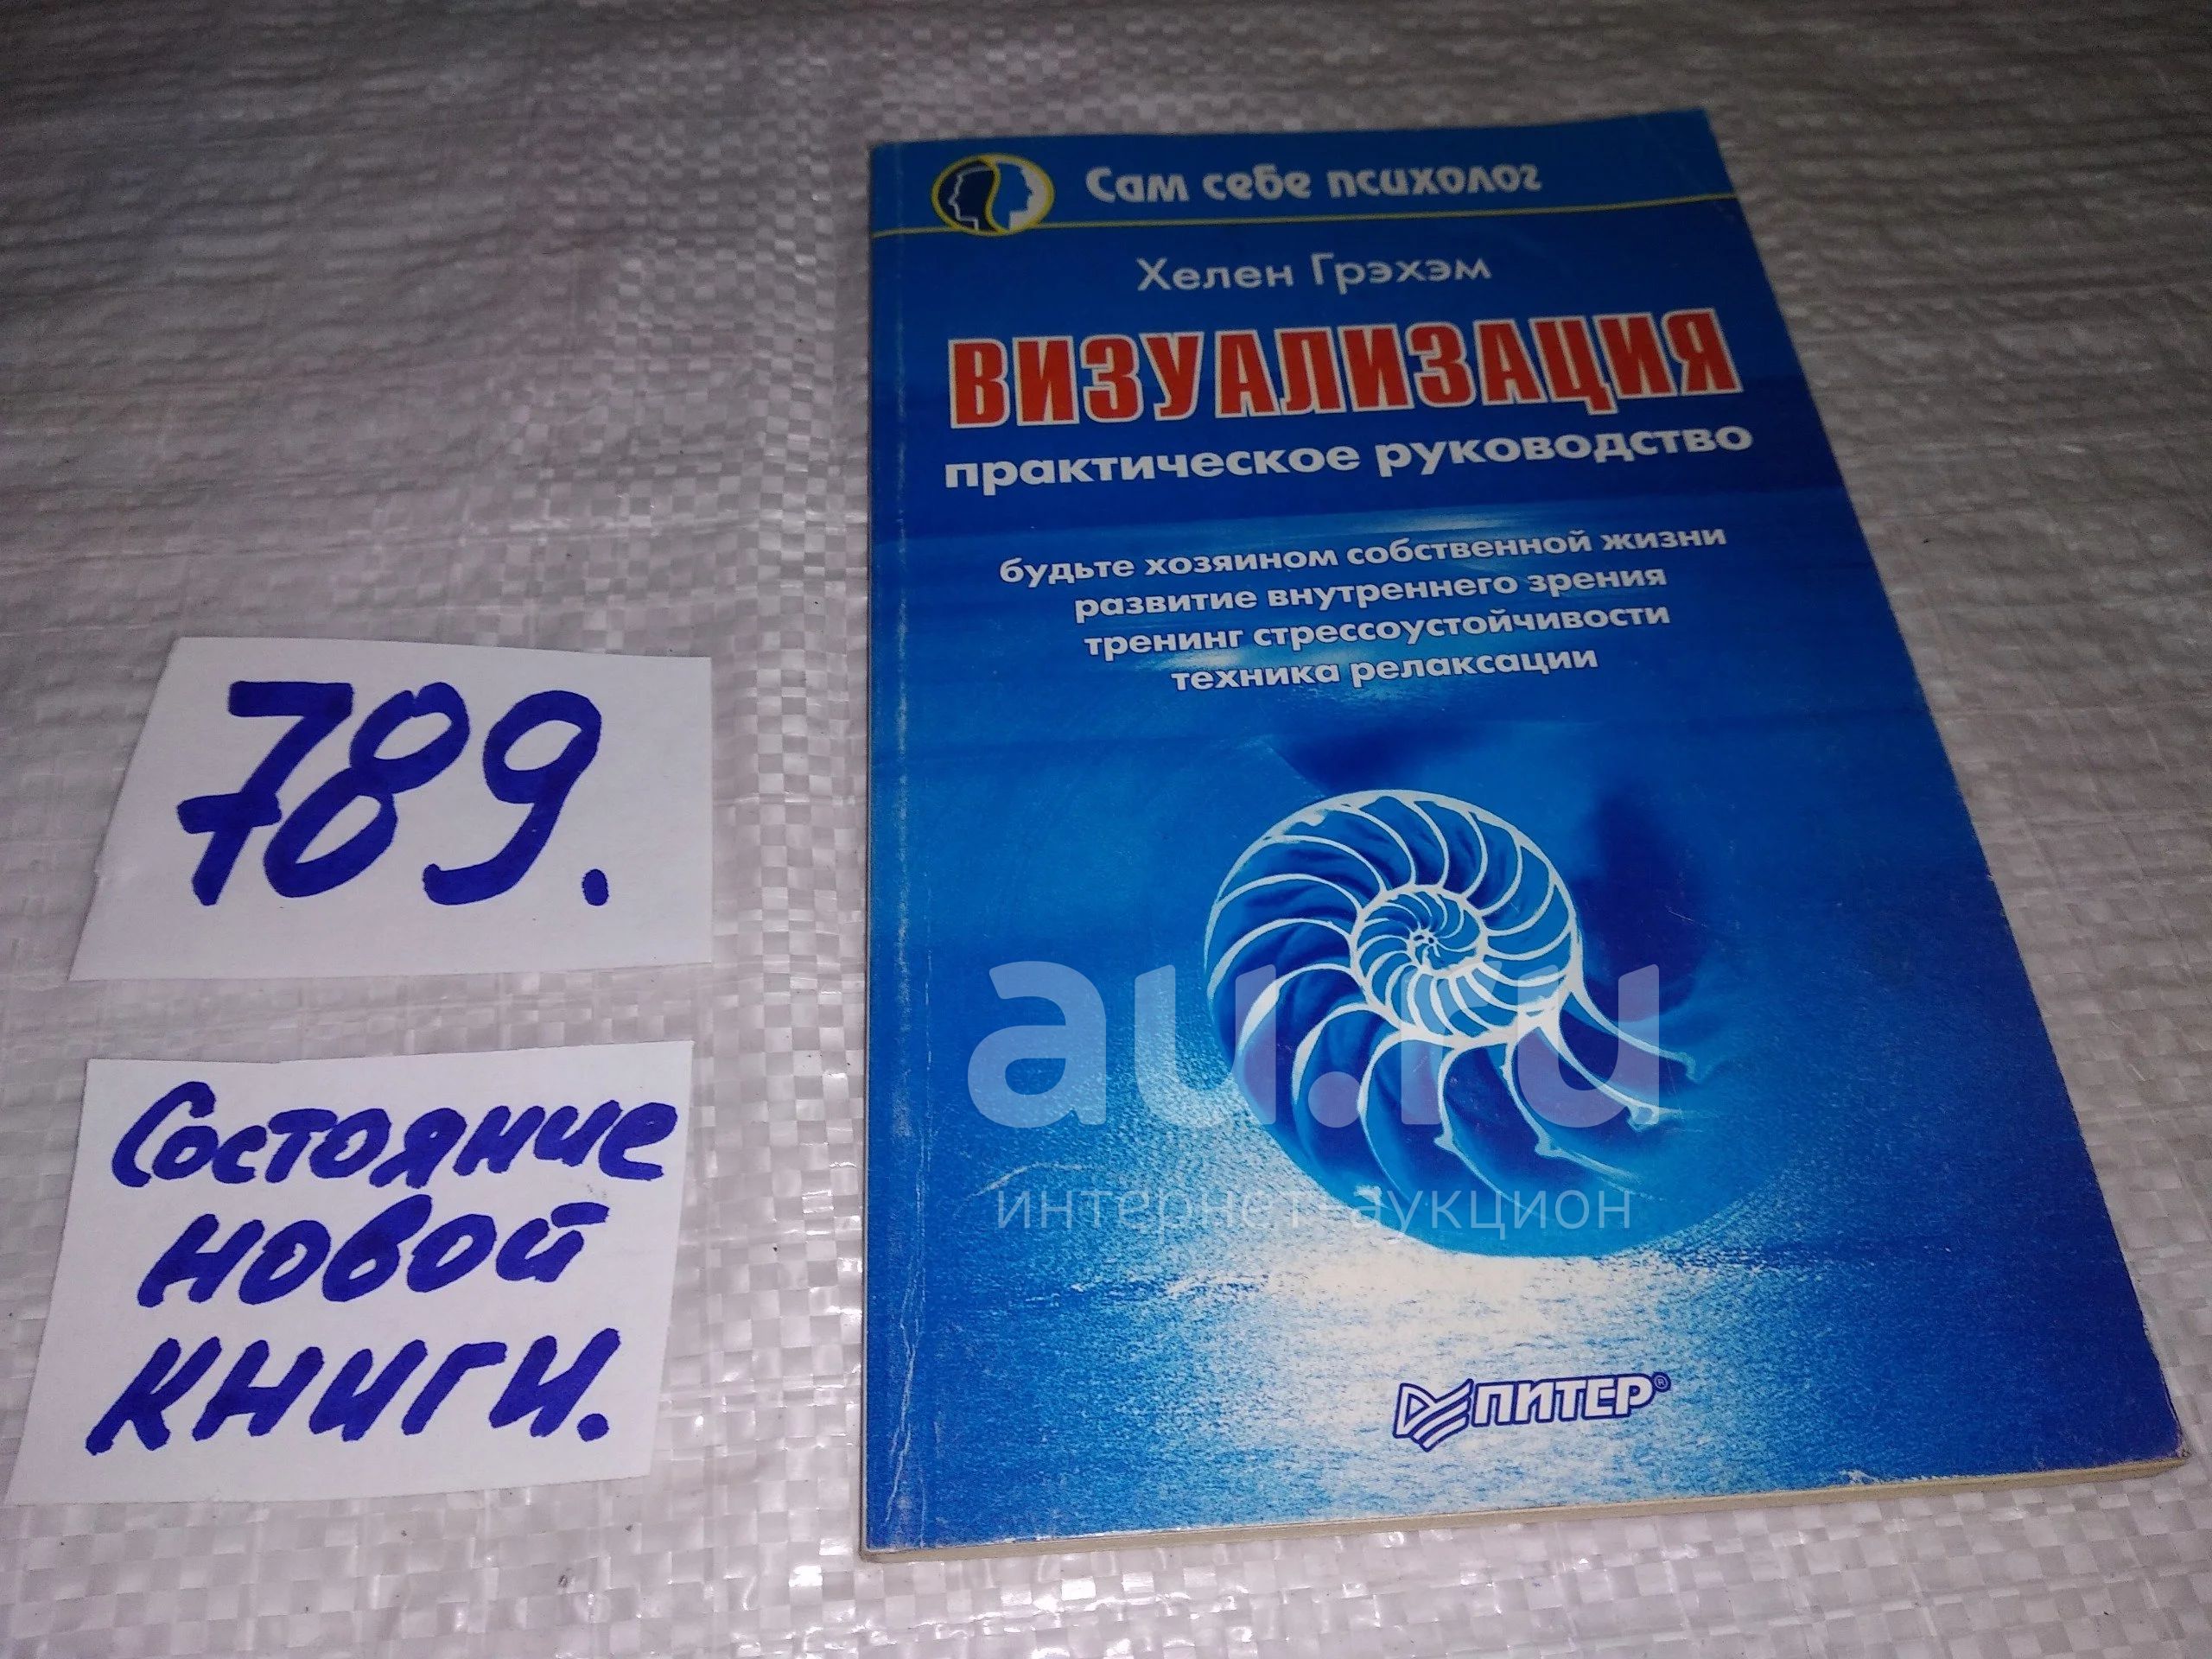 Сам себе психолог
Хелен Грэхэм
ВИЗУАЛИЗАЦИЯ
практическое руководство
будьте хозяином собственной жизни
развитие внутреннего зрения
тренинг стрессоустойчивости
техника релаксации
789.
Состояние
новой
книги.
au.ru
интернет-аукцион
ПИТЕР®